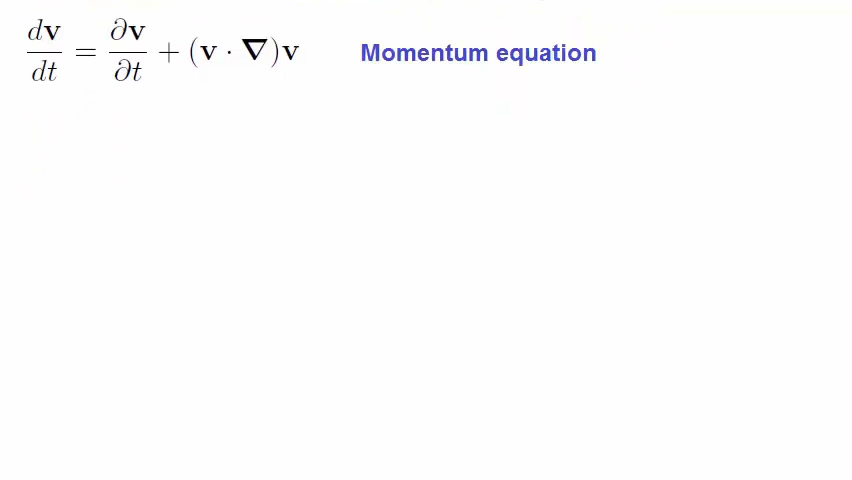 d𝐯/dt = ∂𝐯/∂t + (𝐯 · ∇)𝐯 Momentum equation